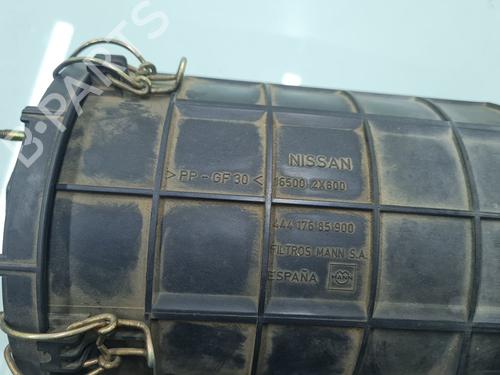 B-PARTS
NISSAN
>PP-GF30<
16500 2X800
444 176 85 900
FILTROS MANN S.A.
ESPAÑA
MANN